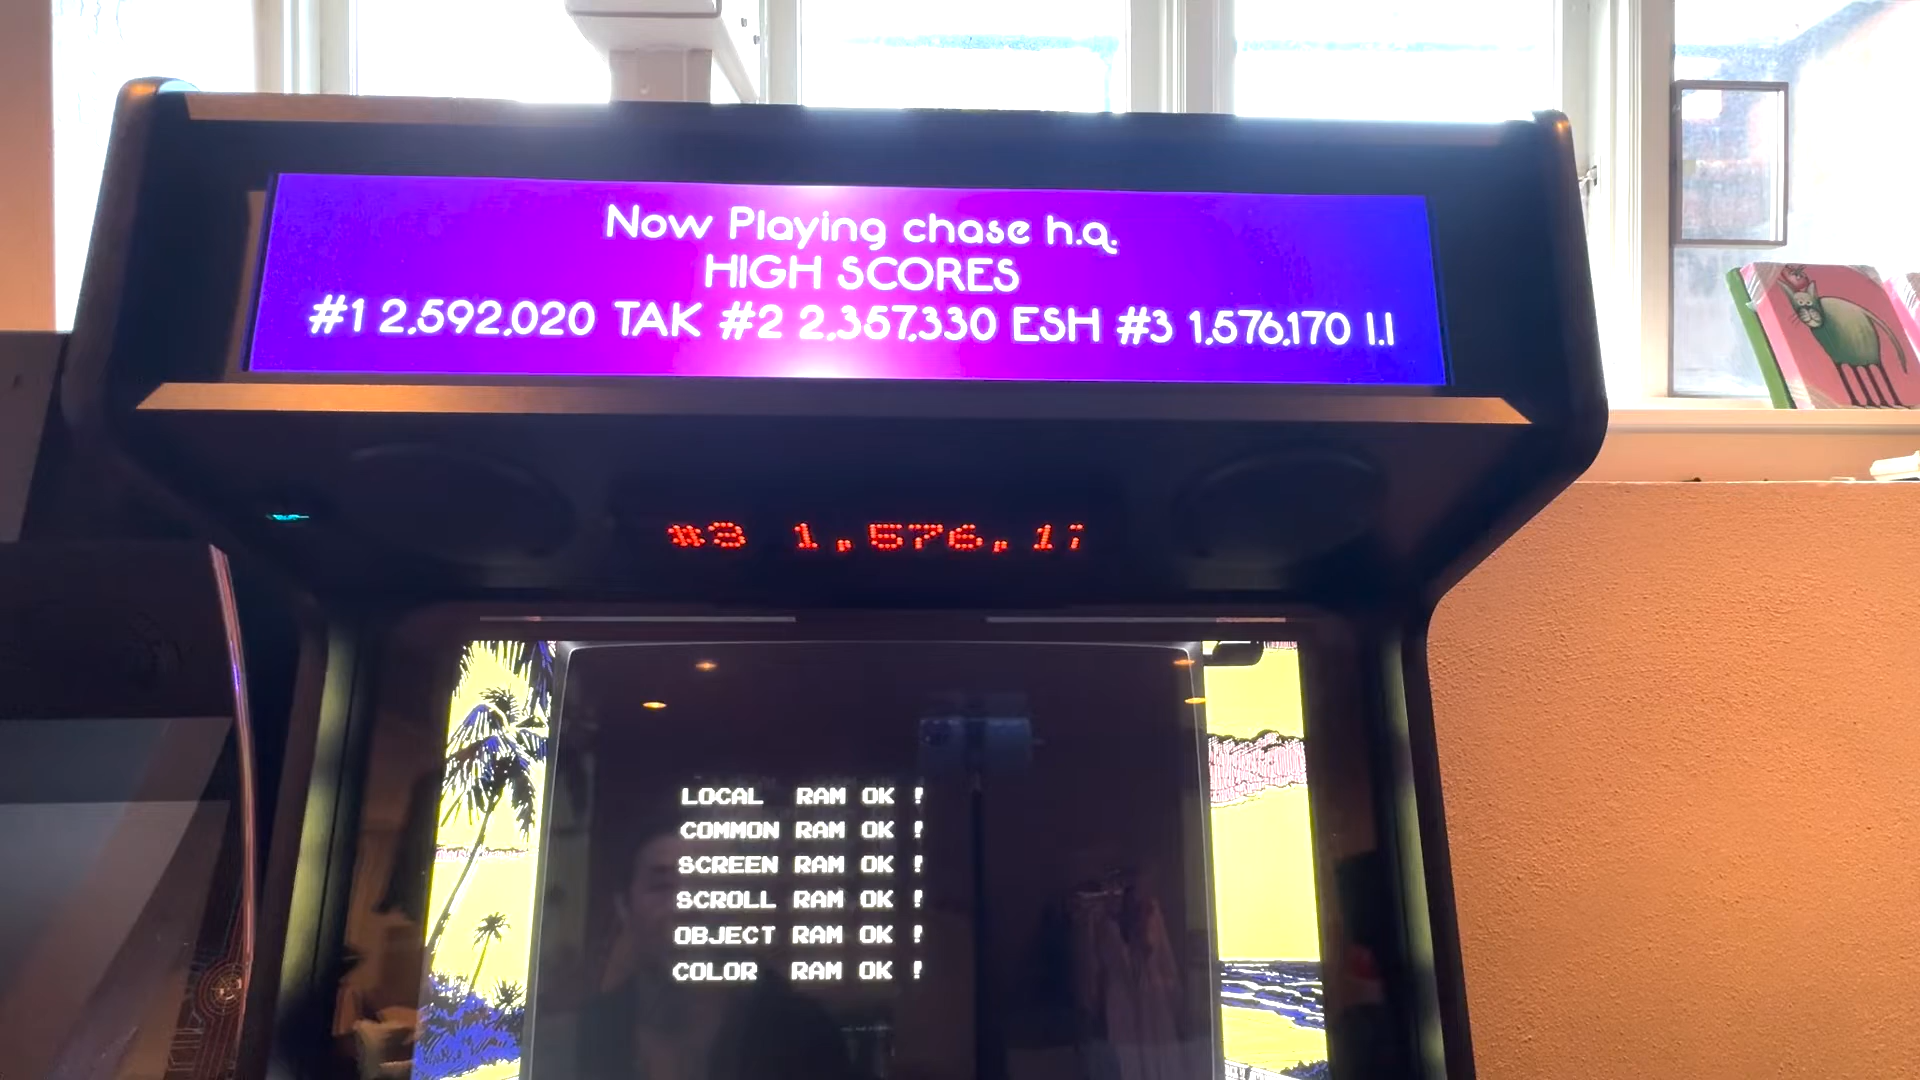 Now Playing chase h.q.
HIGH SCORES
#1 2,592,020 TAK #2 2,357,330 ESH #3 1,576,170 I.I
#3 1,576,17
LOCAL RAM OK !
COMMON RAM OK !
SCREEN RAM OK !
SCROLL RAM OK !
OBJECT RAM OK !
COLOR RAM OK !